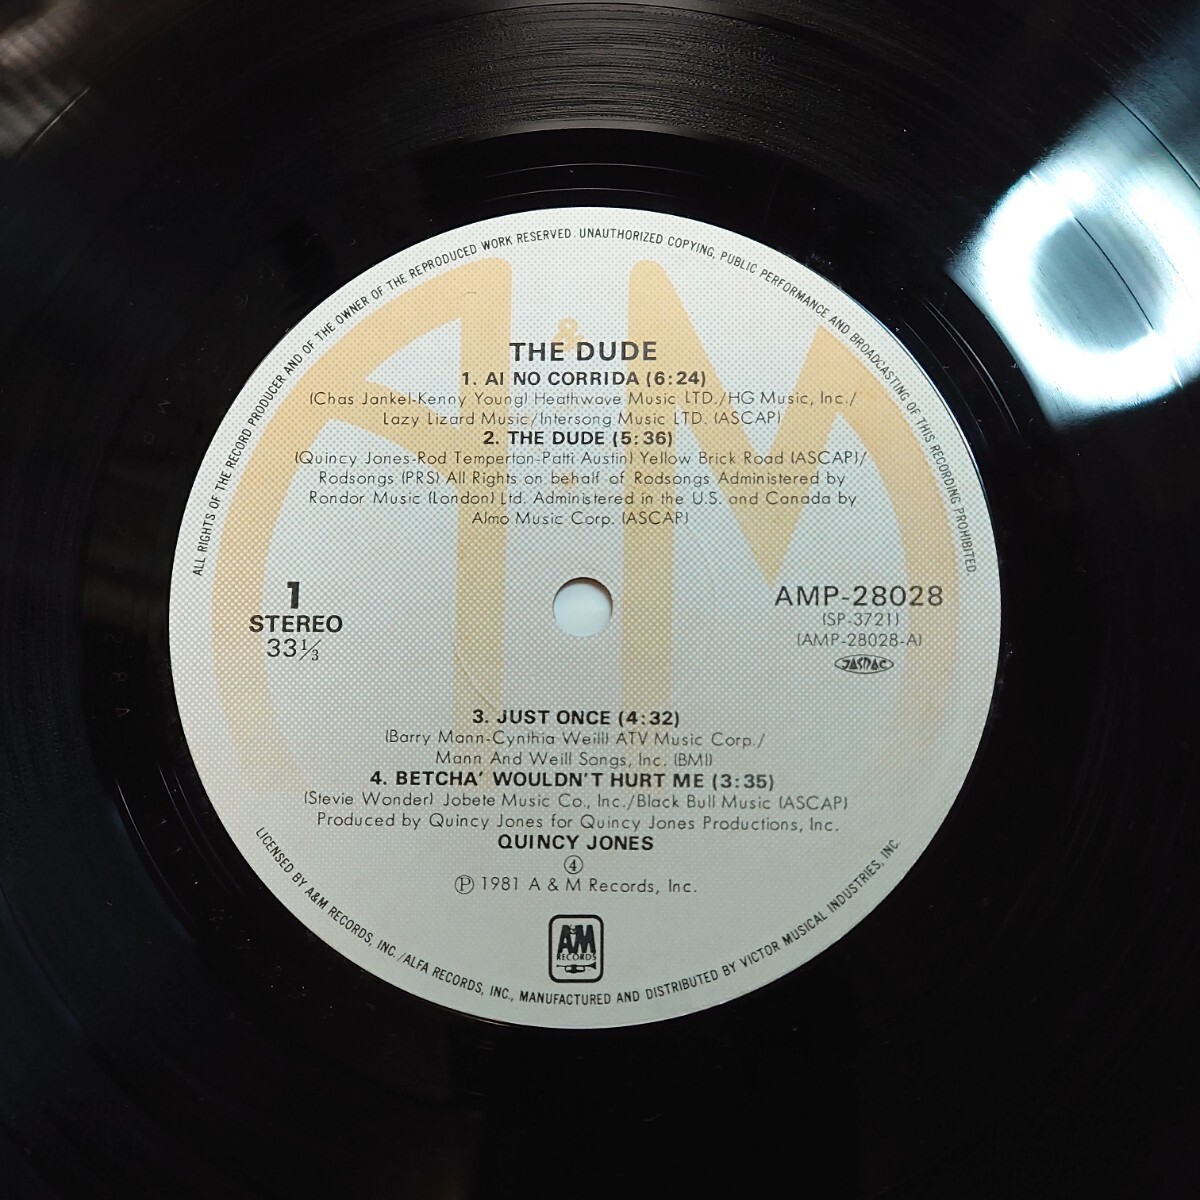 ALL RIGHTS OF THE RECORD PRODUCER AND OF THE OWNER OF THE REPRODUCED WORK RESERVED. UNAUTHORIZED COPYING, PUBLIC PERFORMANCE AND BROADCASTING OF THIS RECORDING PROHIBITED
&
THE DUDE
1. AI NO CORRIDA (6:24)
(Chas Jankel-Kenny Young) Heathwave Music LTD./HG Music, Inc./
Lazy Lizard Music/Intersong Music LTD. (ASCAP)
2. THE DUDE (5:36)
(Quincy Jones-Rod Temperton-Patti Austin) Yellow Brick Road (ASCAP)/
Rodsongs (PRS) All Rights on behalf of Rodsongs Administered by
Rondor Music (London) Ltd. Administered in the U.S. and Canada by
Almo Music Corp. (ASCAP)
1
STEREO
33⅓
AMP-28028
(SP-3721)
(AMP-28028-A)
JASRAC
3. JUST ONCE (4:32)
(Barry Mann-Cynthia Weill) ATV Music Corp./
Mann And Weill Songs, Inc. (BMI)
4. BETCHA' WOULDN'T HURT ME (3:35)
(Stevie Wonder) Jobete Music Co., Inc./Black Bull Music (ASCAP)
Produced by Quincy Jones for Quincy Jones Productions, Inc.
QUINCY JONES
④
Ⓟ 1981 A & M Records, Inc.
A&M
RECORDS
LICENSED BY A&M RECORDS, INC./ALFA RECORDS, INC., MANUFACTURED AND DISTRIBUTED BY VICTOR MUSICAL INDUSTRIES, INC.